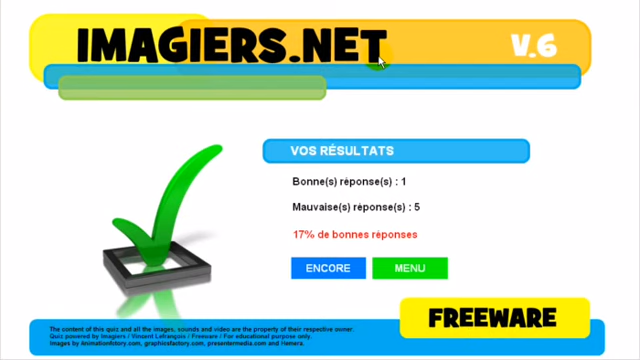 IMAGIERS.NET
V.6
VOS RÉSULTATS
Bonne(s) réponse(s) : 1
Mauvaise(s) réponse(s) : 5
17% de bonnes réponses
ENCORE
MENU
FREEWARE
The content of this quiz and all the images, sounds and video are the property of their respective owner.
Quiz powered by Imagiers / Vincent Lefrançois / Freeware / For educational purpose only.
Images by Animationfstory.com, graphicsfactory.com, presentermedia.com and Hemera.